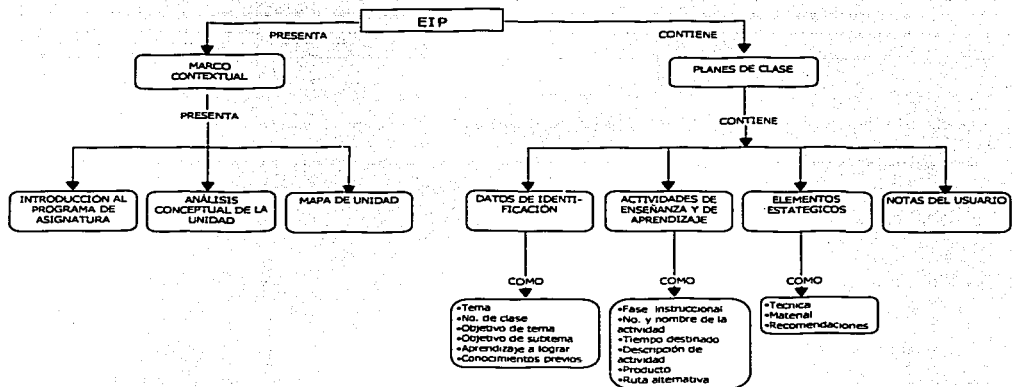 EIP
PRESENTA
CONTIENE
MARCO
CONTEXTUAL
PLANES DE CLASE
PRESENTA
CONTIENE
INTRODUCCIÓN AL
PROGRAMA DE
ASIGNATURA
ANÁLISIS
CONCEPTUAL DE LA
UNIDAD
MAPA DE UNIDAD
DATOS DE IDENTI-
FICACIÓN
ACTIVIDADES DE
ENSEÑANZA Y DE
APRENDIZAJE
ELEMENTOS
ESTATEGICOS
NOTAS DEL USUARIO
COMO
COMO
COMO
•Tema
•No. de clase
•Objetivo de tema
•Objetivo de subtema
•Aprendizaje a lograr
•Conocimientos previos
•Fase instruccional
•No. y nombre de la
actividad
•Tiempo destinado
•Descripción de
actividad
•Producto
•Ruta alternativa
•Tecnica
•Material
•Recomendaciones